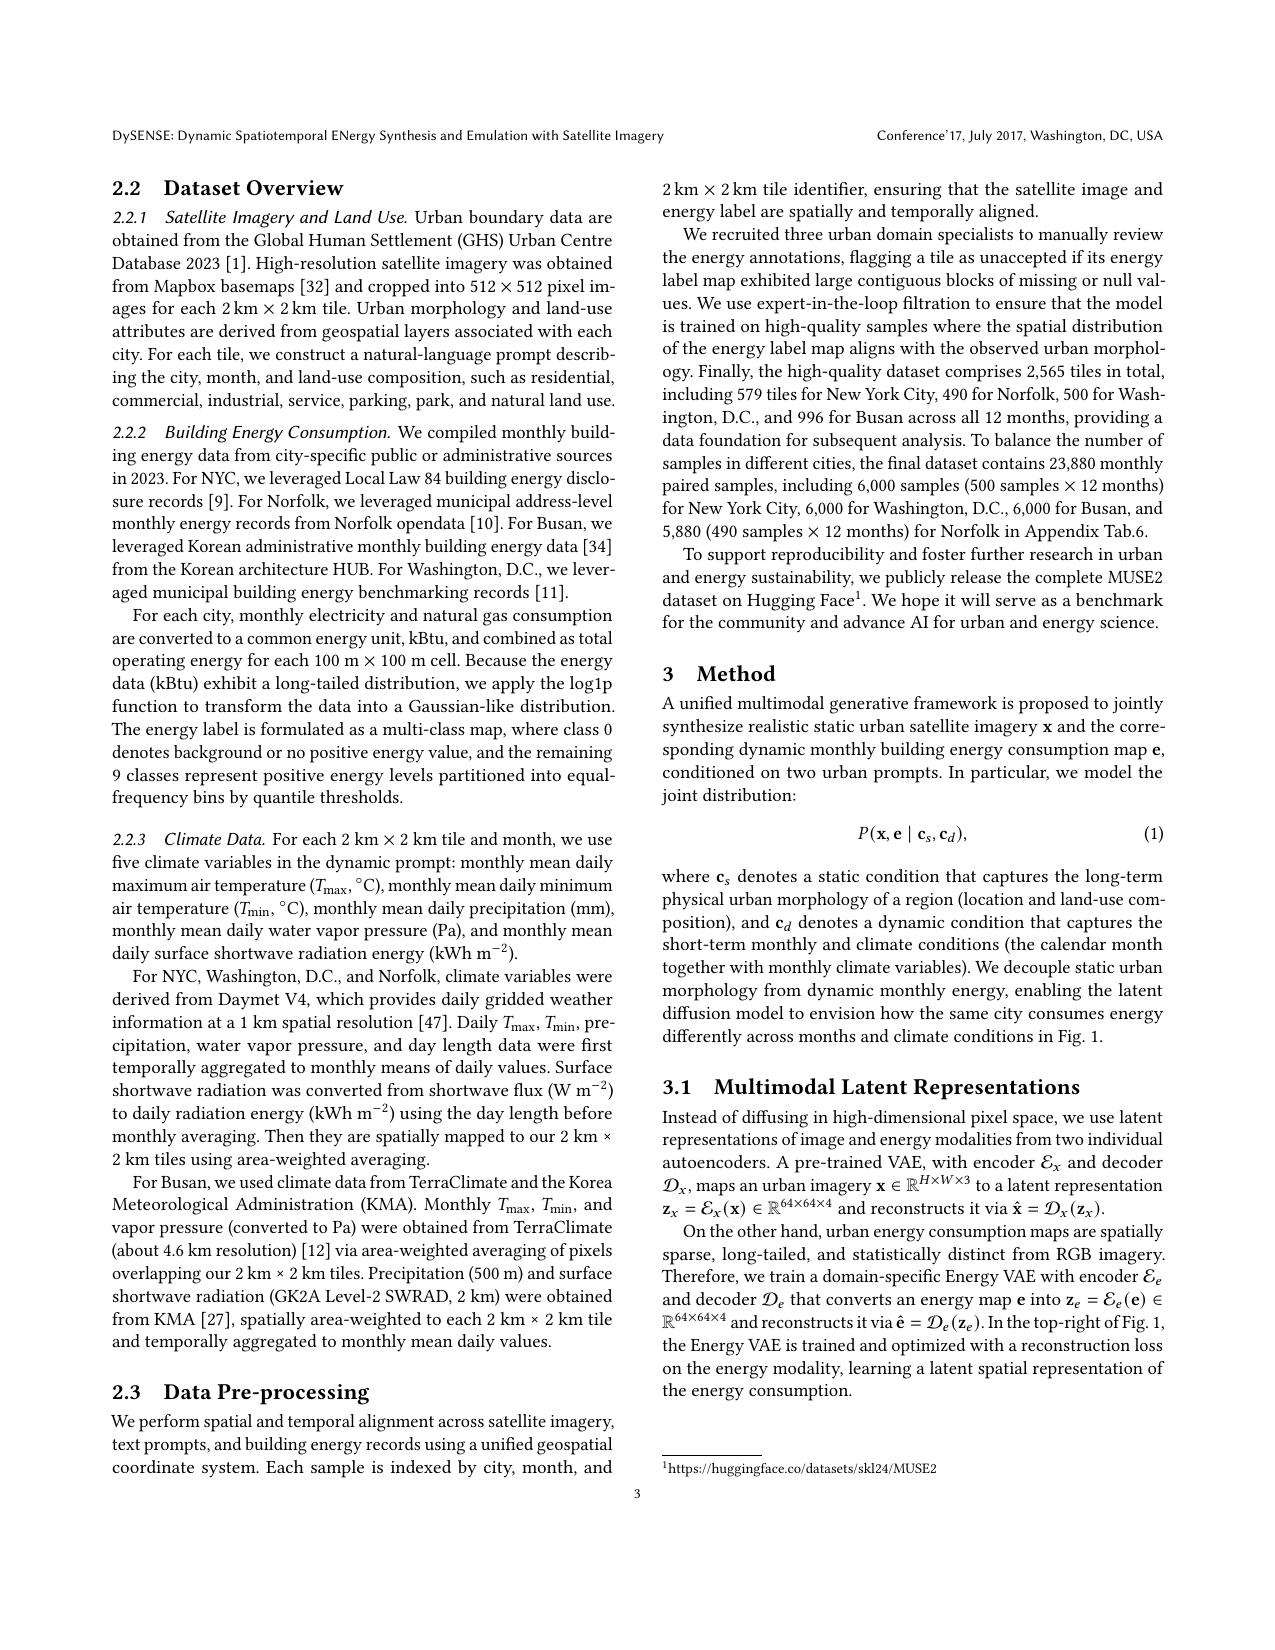 DySENSE: Dynamic Spatiotemporal ENergy Synthesis and Emulation with Satellite Imagery
Conference'17, July 2017, Washington, DC, USA
2.2 Dataset Overview
2.2.1 Satellite Imagery and Land Use. Urban boundary data are
obtained from the Global Human Settlement (GHS) Urban Centre
Database 2023 [1]. High-resolution satellite imagery was obtained
from Mapbox basemaps [32] and cropped into 512 × 512 pixel im-
ages for each 2 km × 2 km tile. Urban morphology and land-use
attributes are derived from geospatial layers associated with each
city. For each tile, we construct a natural-language prompt describ-
ing the city, month, and land-use composition, such as residential,
commercial, industrial, service, parking, park, and natural land use.
2.2.2 Building Energy Consumption. We compiled monthly build-
ing energy data from city-specific public or administrative sources
in 2023. For NYC, we leveraged Local Law 84 building energy disclo-
sure records [9]. For Norfolk, we leveraged municipal address-level
monthly energy records from Norfolk opendata [10]. For Busan, we
leveraged Korean administrative monthly building energy data [34]
from the Korean architecture HUB. For Washington, D.C., we lever-
aged municipal building energy benchmarking records [11].
For each city, monthly electricity and natural gas consumption
are converted to a common energy unit, kBtu, and combined as total
operating energy for each 100 m × 100 m cell. Because the energy
data (kBtu) exhibit a long-tailed distribution, we apply the log1p
function to transform the data into a Gaussian-like distribution.
The energy label is formulated as a multi-class map, where class 0
denotes background or no positive energy value, and the remaining
9 classes represent positive energy levels partitioned into equal-
frequency bins by quantile thresholds.
2.2.3 Climate Data. For each 2 km × 2 km tile and month, we use
five climate variables in the dynamic prompt: monthly mean daily
maximum air temperature (T_max, °C), monthly mean daily minimum
air temperature (T_min, °C), monthly mean daily precipitation (mm),
monthly mean daily water vapor pressure (Pa), and monthly mean
daily surface shortwave radiation energy (kWh m⁻²).
For NYC, Washington, D.C., and Norfolk, climate variables were
derived from Daymet V4, which provides daily gridded weather
information at a 1 km spatial resolution [47]. Daily T_max, T_min, pre-
cipitation, water vapor pressure, and day length data were first
temporally aggregated to monthly means of daily values. Surface
shortwave radiation was converted from shortwave flux (W m⁻²)
to daily radiation energy (kWh m⁻²) using the day length before
monthly averaging. Then they are spatially mapped to our 2 km ×
2 km tiles using area-weighted averaging.
For Busan, we used climate data from TerraClimate and the Korea
Meteorological Administration (KMA). Monthly T_max, T_min, and
vapor pressure (converted to Pa) were obtained from TerraClimate
(about 4.6 km resolution) [12] via area-weighted averaging of pixels
overlapping our 2 km × 2 km tiles. Precipitation (500 m) and surface
shortwave radiation (GK2A Level-2 SWRAD, 2 km) were obtained
from KMA [27], spatially area-weighted to each 2 km × 2 km tile
and temporally aggregated to monthly mean daily values.
2.3 Data Pre-processing
We perform spatial and temporal alignment across satellite imagery,
text prompts, and building energy records using a unified geospatial
coordinate system. Each sample is indexed by city, month, and
2 km × 2 km tile identifier, ensuring that the satellite image and
energy label are spatially and temporally aligned.
We recruited three urban domain specialists to manually review
the energy annotations, flagging a tile as unaccepted if its energy
label map exhibited large contiguous blocks of missing or null val-
ues. We use expert-in-the-loop filtration to ensure that the model
is trained on high-quality samples where the spatial distribution
of the energy label map aligns with the observed urban morphol-
ogy. Finally, the high-quality dataset comprises 2,565 tiles in total,
including 579 tiles for New York City, 490 for Norfolk, 500 for Wash-
ington, D.C., and 996 for Busan across all 12 months, providing a
data foundation for subsequent analysis. To balance the number of
samples in different cities, the final dataset contains 23,880 monthly
paired samples, including 6,000 samples (500 samples × 12 months)
for New York City, 6,000 for Washington, D.C., 6,000 for Busan, and
5,880 (490 samples × 12 months) for Norfolk in Appendix Tab.6.
To support reproducibility and foster further research in urban
and energy sustainability, we publicly release the complete MUSE2
dataset on Hugging Face¹. We hope it will serve as a benchmark
for the community and advance AI for urban and energy science.
3 Method
A unified multimodal generative framework is proposed to jointly
synthesize realistic static urban satellite imagery x and the corre-
sponding dynamic monthly building energy consumption map e,
conditioned on two urban prompts. In particular, we model the
joint distribution:
P(x, e | c_s, c_d), (1)
where c_s denotes a static condition that captures the long-term
physical urban morphology of a region (location and land-use com-
position), and c_d denotes a dynamic condition that captures the
short-term monthly and climate conditions (the calendar month
together with monthly climate variables). We decouple static urban
morphology from dynamic monthly energy, enabling the latent
diffusion model to envision how the same city consumes energy
differently across months and climate conditions in Fig. 1.
3.1 Multimodal Latent Representations
Instead of diffusing in high-dimensional pixel space, we use latent
representations of image and energy modalities from two individual
autoencoders. A pre-trained VAE, with encoder ℰ_x and decoder
𝒟_x, maps an urban imagery x ∈ ℝ^{H×W×3} to a latent representation
z_x = ℰ_x(x) ∈ ℝ^{64×64×4} and reconstructs it via x̂ = 𝒟_x(z_x).
On the other hand, urban energy consumption maps are spatially
sparse, long-tailed, and statistically distinct from RGB imagery.
Therefore, we train a domain-specific Energy VAE with encoder ℰ_e
and decoder 𝒟_e that converts an energy map e into z_e = ℰ_e(e) ∈
ℝ^{64×64×4} and reconstructs it via ê = 𝒟_e(z_e). In the top-right of Fig. 1,
the Energy VAE is trained and optimized with a reconstruction loss
on the energy modality, learning a latent spatial representation of
the energy consumption.
¹https://huggingface.co/datasets/skl24/MUSE2
3